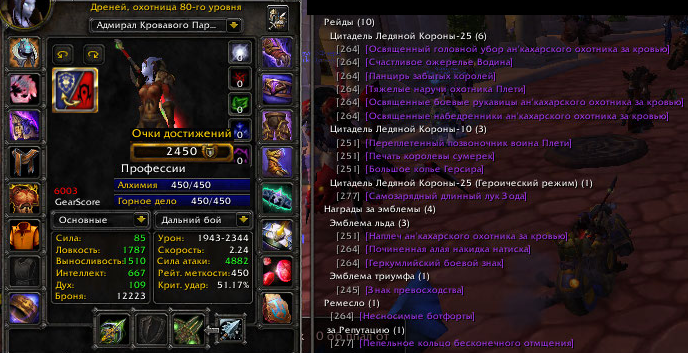 Дреней, охотница 80-го уровня
Адмирал Кровавого Пар...
0
0
0
0
0
Очки достижений
2450
Профессии
Алхимия 450/450
Горное дело 450/450
6003
GearScore
Основные
Дальний бой
Сила: 85
Ловкость: 1787
Выносливость: 1510
Интеллект: 667
Дух: 109
Броня: 12223
Урон: 1943-2344
Скорость: 2.24
Сила атаки: 4882
Рейт. меткости: 450
Крит. удар: 51.17%
Рейды (10)
Цитадель Ледяной Короны-25 (6)
[264] [Освященный головной убор ан'кахарского охотника за кровью]
[264] [Счастливое ожерелье Водина]
[264] [Панцирь забытых королей]
[264] [Тяжелые наручи охотника Плети]
[264] [Освященные боевые рукавицы ан'кахарского охотника за кровью]
[264] [Освященные набедренники ан'кахарского охотника за кровью]
Цитадель Ледяной Короны-10 (3)
[251] [Переплетенный позвоночник воина Плети]
[251] [Печать королевы сумерек]
[251] [Большое копье Герсира]
Цитадель Ледяной Короны-25 (Героический режим) (1)
[277] [Самозарядный длинный лук Зода]
Награды за эмблемы (4)
Эмблема льда (3)
[251] [Наплеч ан'кахарского охотника за кровью]
[264] [Починенная алая накидка натиска]
[264] [Геркумлийский боевой знак]
Эмблема триумфа (1)
[245] [Знак превосходства]
Ремесло (1)
[264] [Несносимые ботфорты]
за Репутацию (1)
[277] [Пепельное кольцо бесконечного отмщения]